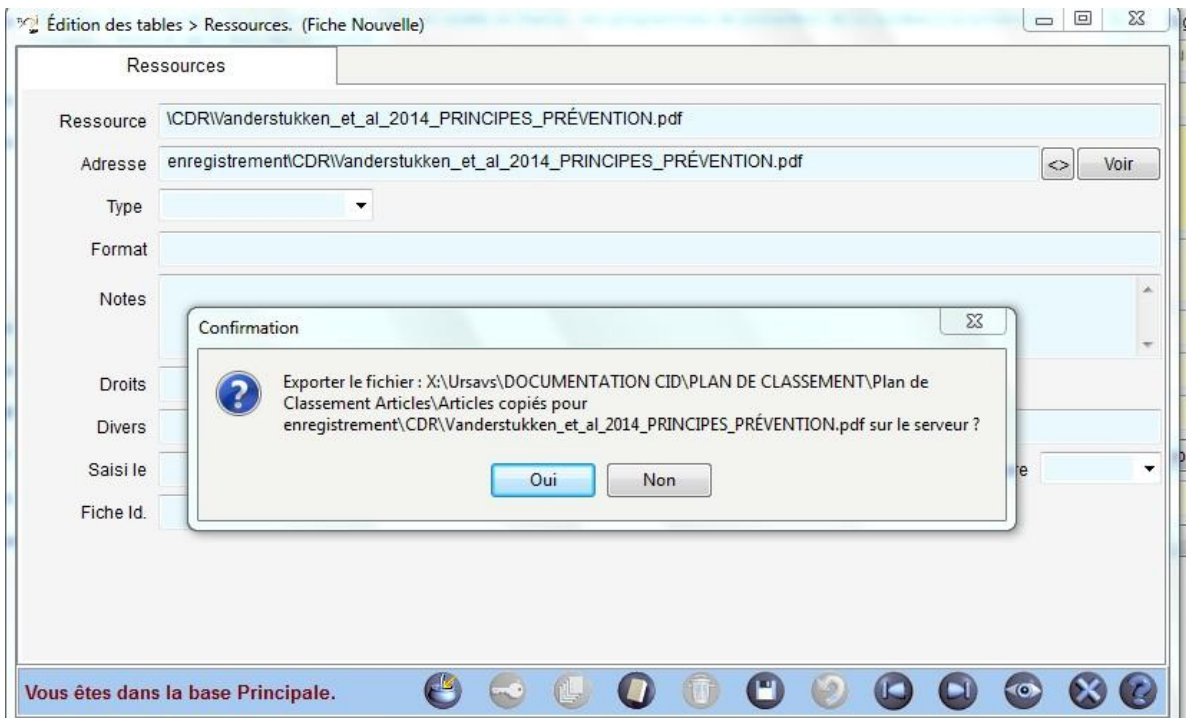 Édition des tables > Ressources. (Fiche Nouvelle)
Ressources
Ressource \CDR\Vanderstukken_et_al_2014_PRINCIPES_PRÉVENTION.pdf
Adresse enregistrement\CDR\Vanderstukken_et_al_2014_PRINCIPES_PRÉVENTION.pdf <> Voir
Type
Format
Notes
Confirmation
Exporter le fichier : X:\Ursavs\DOCUMENTATION CID\PLAN DE CLASSEMENT\Plan de
Classement Articles\Articles copiés pour
enregistrement\CDR\Vanderstukken_et_al_2014_PRINCIPES_PRÉVENTION.pdf sur le serveur ?
Oui Non
Droits
Divers
Saisi le
Fiche Id.
Vous êtes dans la base Principale.